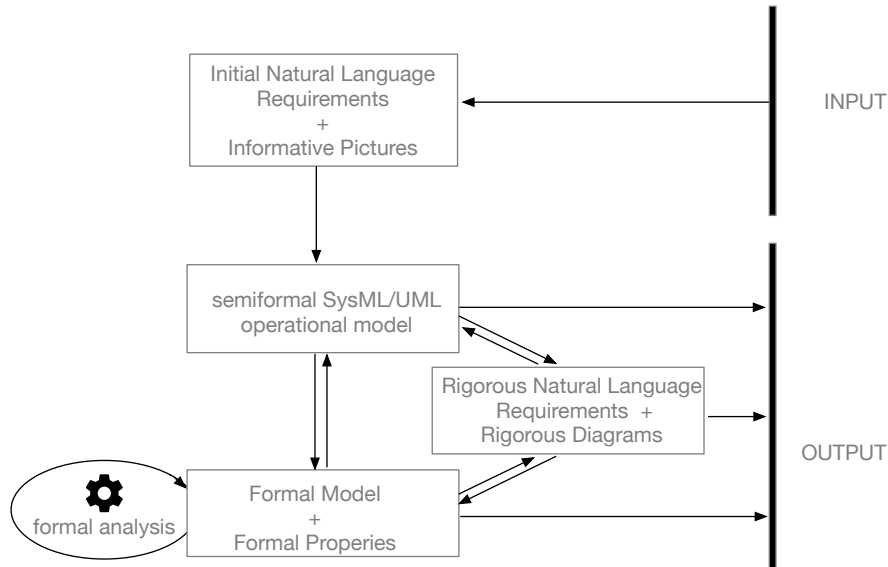 Initial Natural Language
Requirements
+
Informative Pictures
INPUT
semiformal SysML/UML
operational model
Rigorous Natural Language
Requirements +
Rigorous Diagrams
OUTPUT
formal analysis
Formal Model
+
Formal Properies